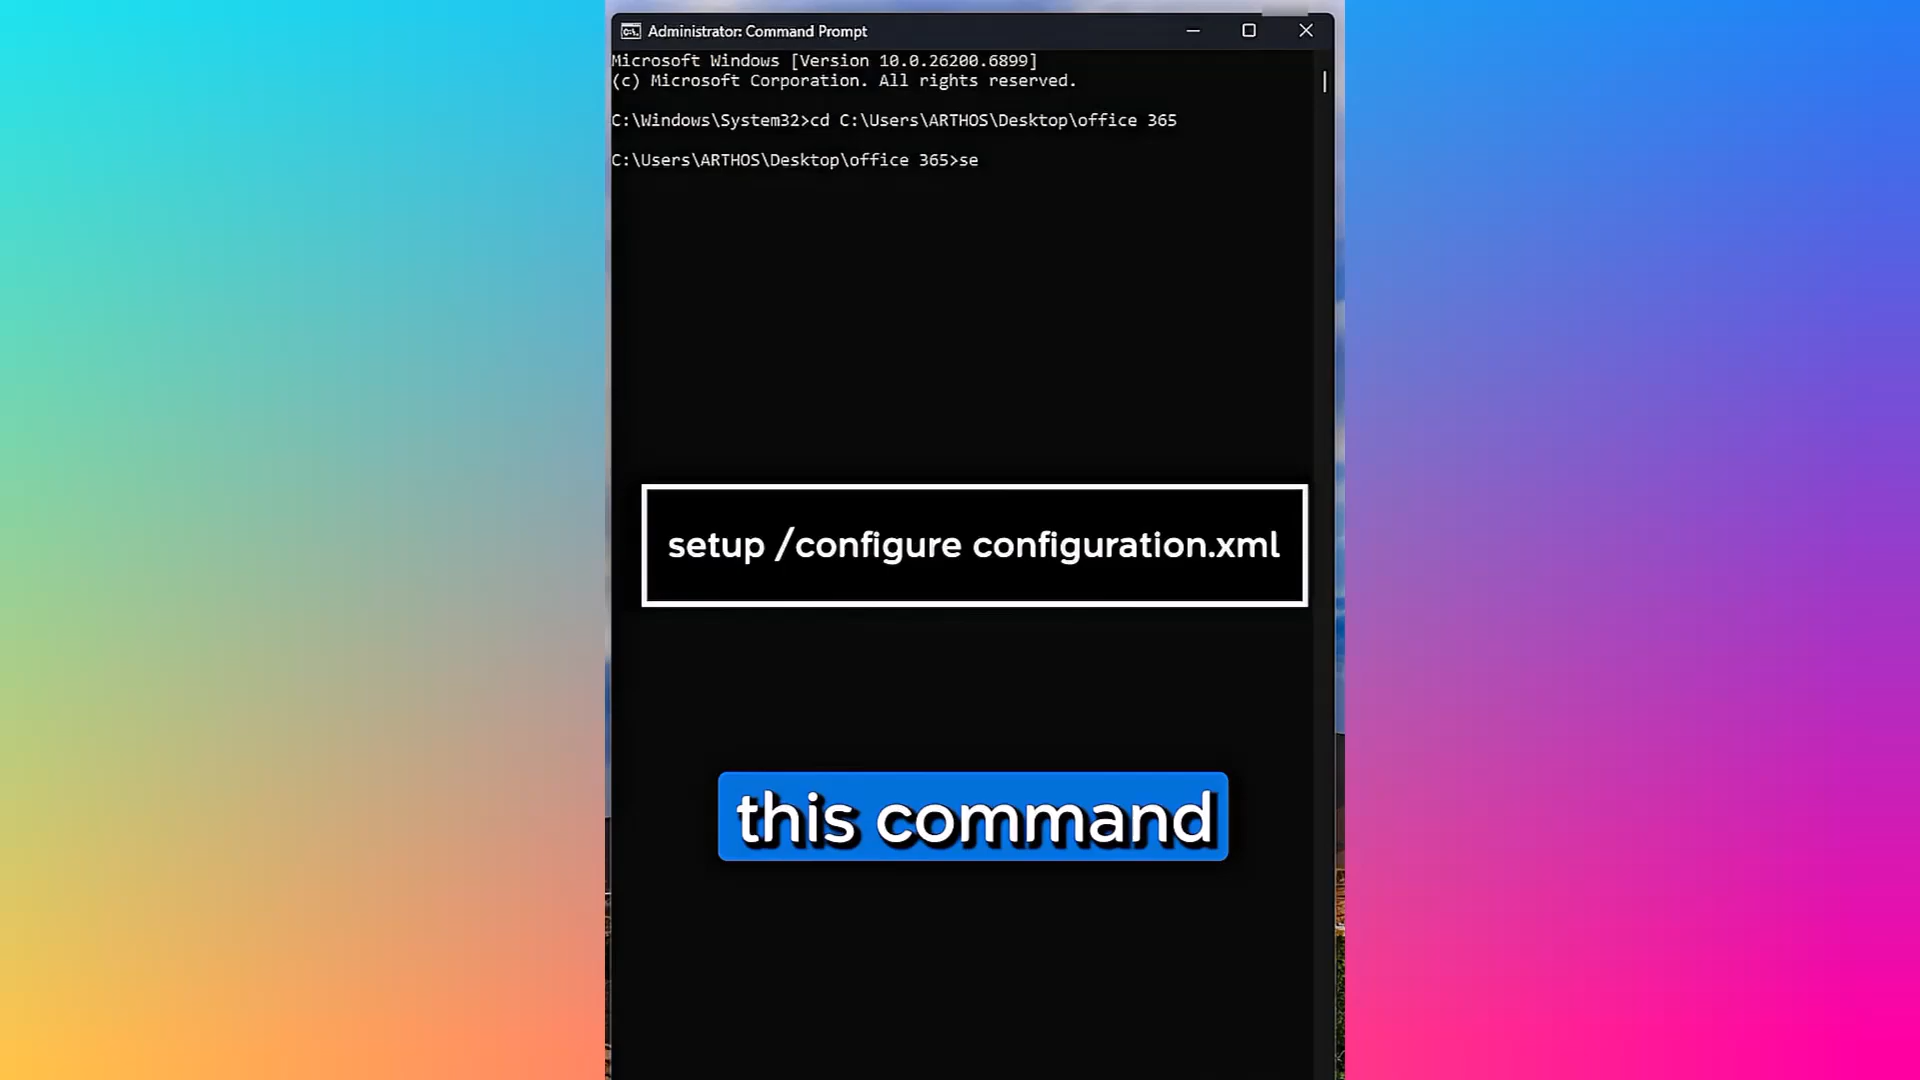 Administrator: Command Prompt
Microsoft Windows [Version 10.0.26200.6899]
(c) Microsoft Corporation. All rights reserved.
C:\Windows\System32>cd C:\Users\ARTHOS\Desktop\office 365
C:\Users\ARTHOS\Desktop\office 365>se
setup /configure configuration.xml
this command